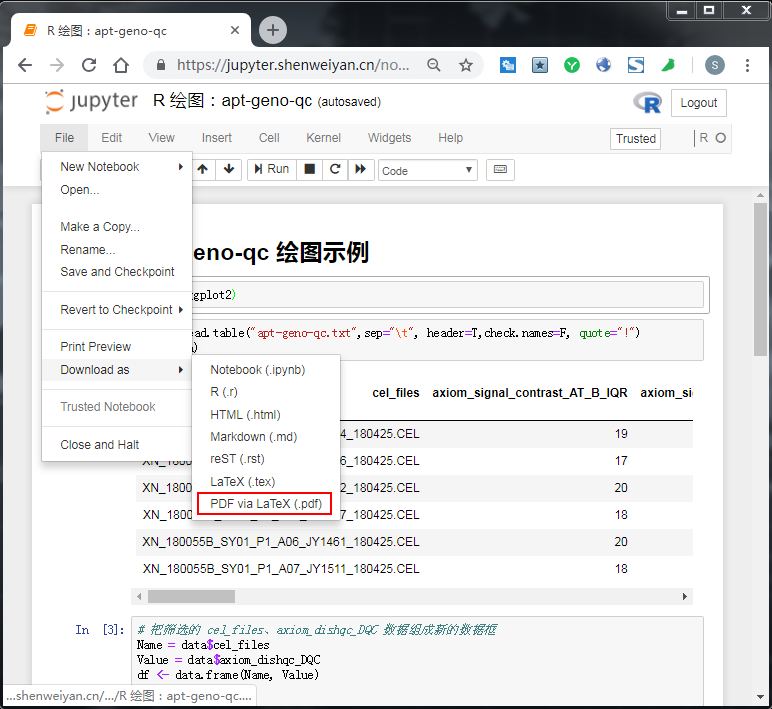 R 绘图：apt-geno-qc
https://jupyter.shenweiyan.cn/no...
S
jupyter R 绘图：apt-geno-qc (autosaved)
R
Logout
File Edit View Insert Cell Kernel Widgets Help
Trusted
R
Run
Code
New Notebook
Open...
Make a Copy...
Rename...
Save and Checkpoint
Revert to Checkpoint
Print Preview
Download as
Trusted Notebook
Close and Halt
Notebook (.ipynb)
R (.r)
HTML (.html)
Markdown (.md)
reST (.rst)
LaTeX (.tex)
PDF via LaTeX (.pdf)
geno-qc 绘图示例
gplot2)
ead.table("apt-geno-qc.txt",sep="\t", header=T,check.names=F, quote="!")
)
cel_files axiom_signal_contrast_AT_B_IQR axiom_si
4_180425.CEL 19
XN_1800 6_180425.CEL 17
XN_1800 2_180425.CEL 20
XN_1800 7_180425.CEL 18
XN_180055B_SY01_P1_A06_JY1461_180425.CEL 20
XN_180055B_SY01_P1_A07_JY1511_180425.CEL 18
In [3]:
# 把筛选的 cel_files、axiom_dishqc_DQC 数据组成新的数据框
Name = data$cel_files
Value = data$axiom_dishqc_DQC
df <- data.frame(Name, Value)
...shenweiyan.cn/.../R 绘图：apt-geno-qc....